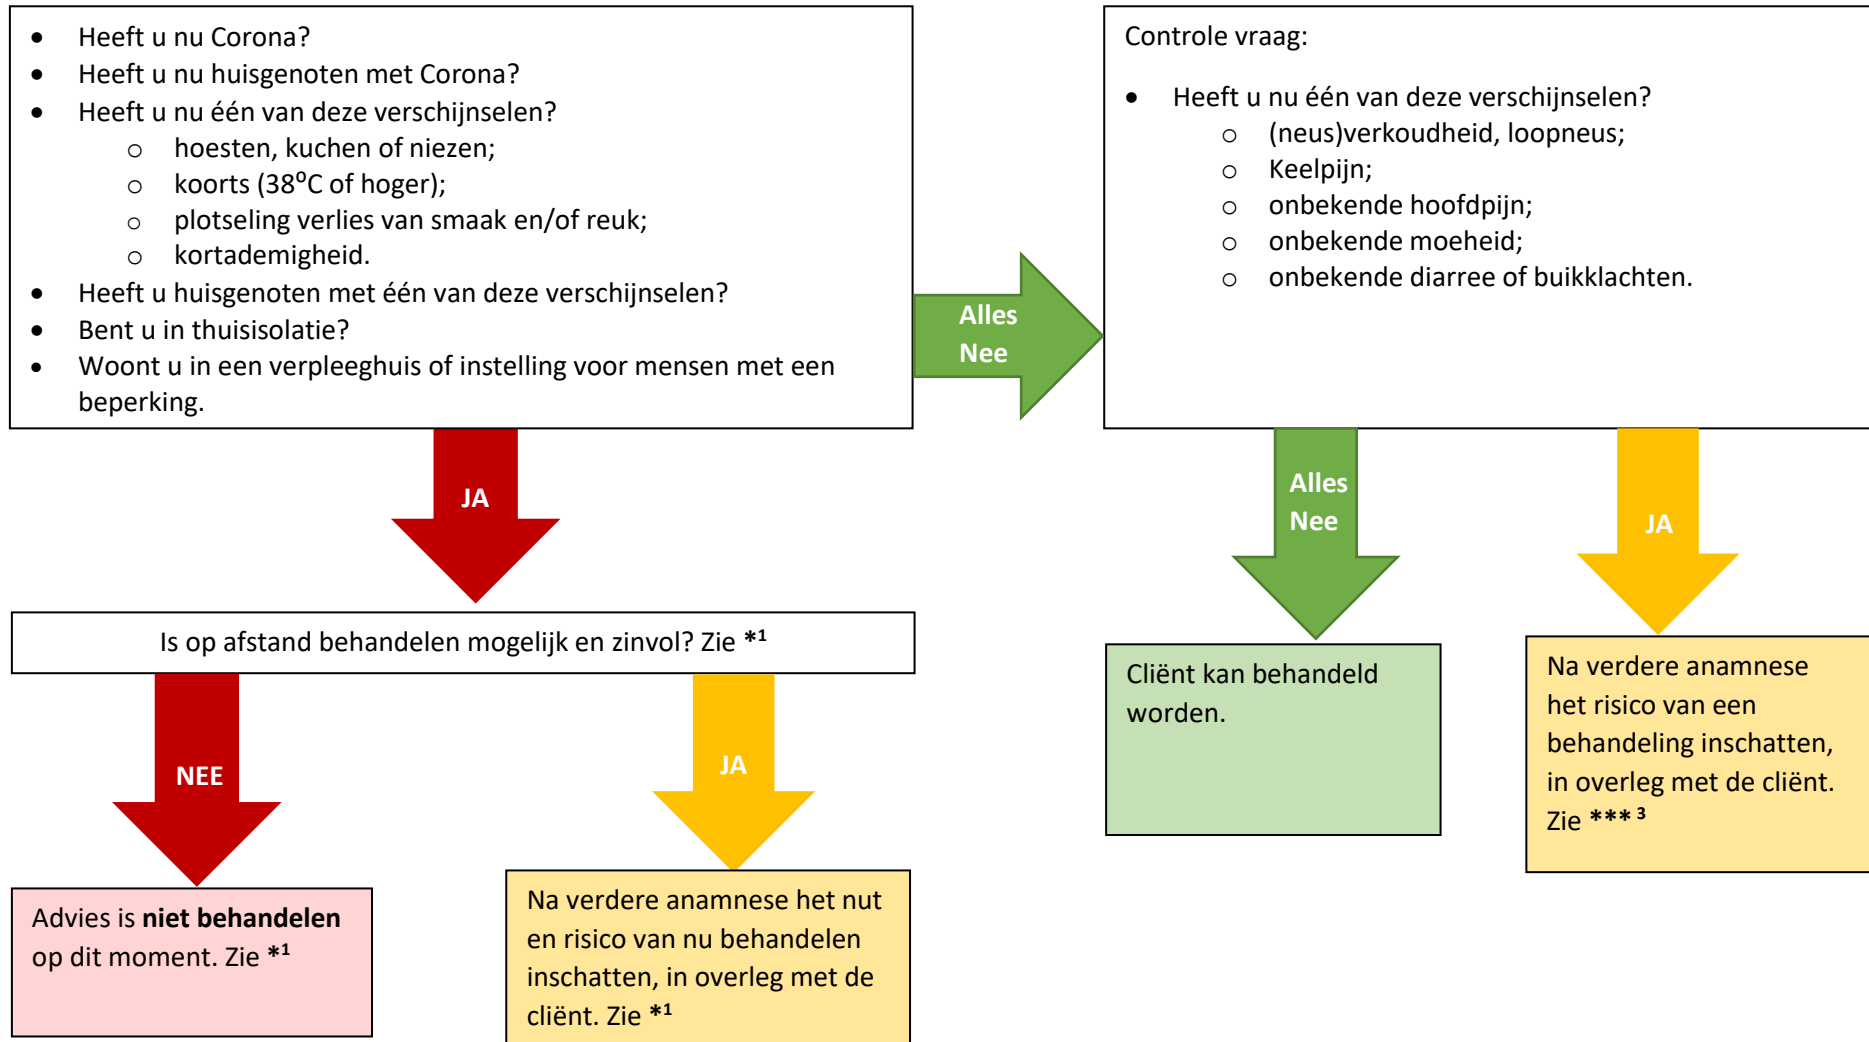 • Heeft u nu Corona?
• Heeft u nu huisgenoten met Corona?
• Heeft u nu één van deze verschijnselen?
o hoesten, kuchen of niezen;
o koorts (38⁰C of hoger);
o plotseling verlies van smaak en/of reuk;
o kortademigheid.
• Heeft u huisgenoten met één van deze verschijnselen?
• Bent u in thuisisolatie?
• Woont u in een verpleeghuis of instelling voor mensen met een
beperking.
Alles
Nee
Controle vraag:
• Heeft u nu één van deze verschijnselen?
o (neus)verkoudheid, loopneus;
o Keelpijn;
o onbekende hoofdpijn;
o onbekende moeheid;
o onbekende diarree of buikklachten.
JA
Alles
Nee
JA
Is op afstand behandelen mogelijk en zinvol? Zie *¹
Cliënt kan behandeld
worden.
Na verdere anamnese
het risico van een
behandeling inschatten,
in overleg met de cliënt.
Zie *** ³
NEE
JA
Advies is niet behandelen
op dit moment. Zie *¹
Na verdere anamnese het nut
en risico van nu behandelen
inschatten, in overleg met de
cliënt. Zie *¹